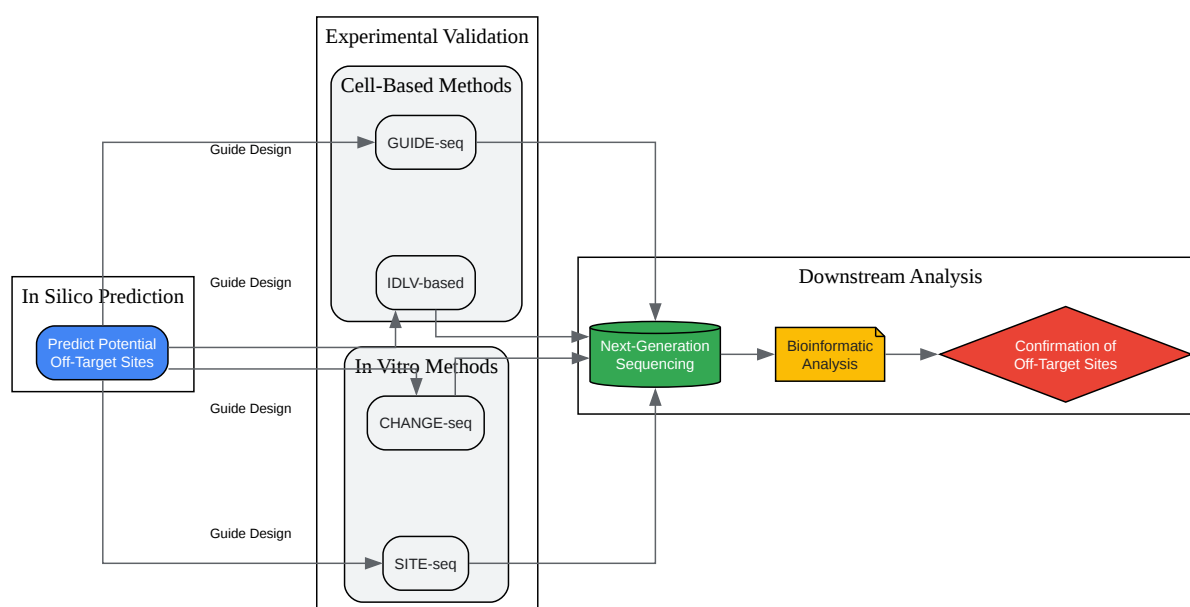 Experimental Validation
Cell-Based Methods
Guide Design
GUIDE-seq
Guide Design
IDLV-based
In Silico Prediction
Predict Potential
Off-Target Sites
Guide Design
In Vitro Methods
CHANGE-seq
Guide Design
SITE-seq
Downstream Analysis
Next-Generation
Sequencing
Bioinformatic
Analysis
Confirmation of
Off-Target Sites